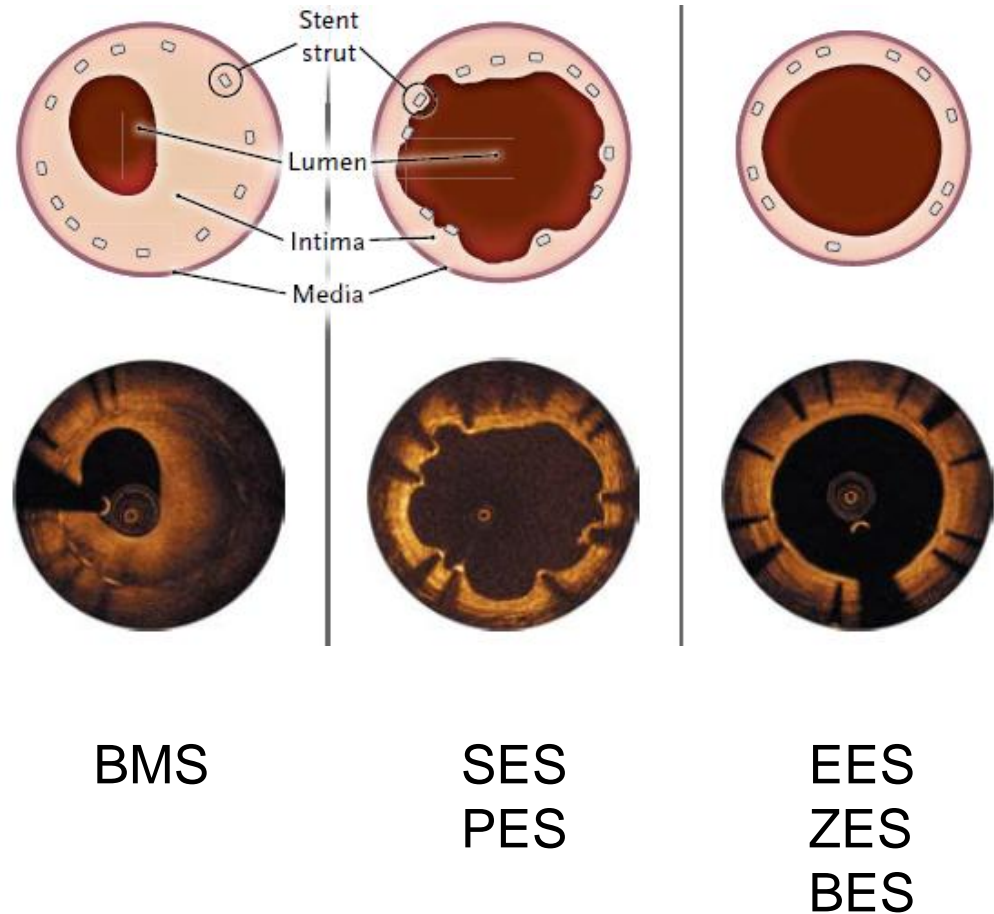 Stent
strut
Lumen
Intima
Media
BMS
SES
PES
EES
ZES
BES